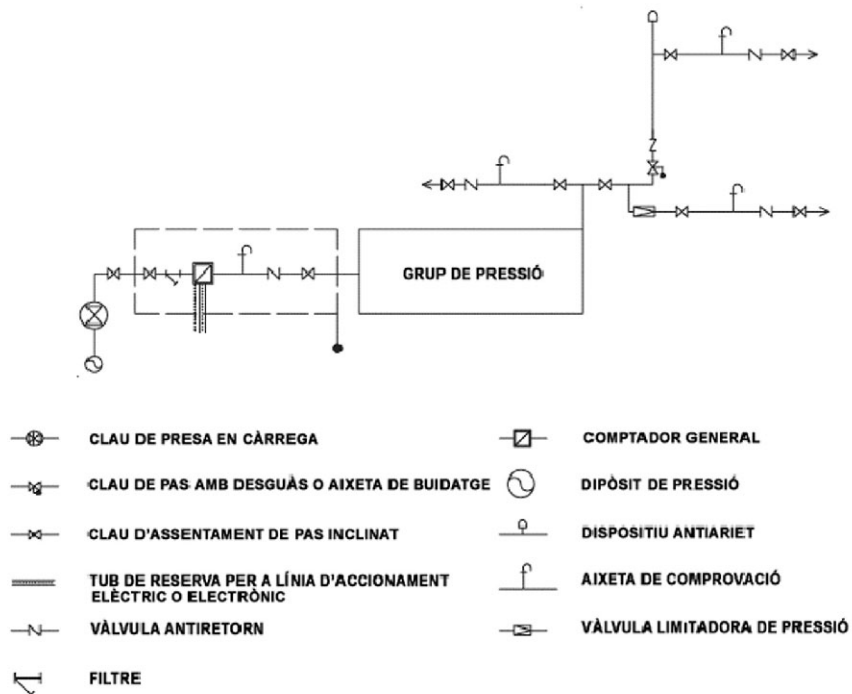 GRUP DE PRESSIÓ
CLAU DE PRESA EN CÀRREGA
CLAU DE PAS AMB DESGUÀS O AIXETA DE BUIDATGE
CLAU D'ASSENTAMENT DE PAS INCLINAT
TUB DE RESERVA PER A LÍNIA D'ACCIONAMENT
ELÈCTRIC O ELECTRÒNIC
VÀLVULA ANTIRETORN
FILTRE
COMPTADOR GENERAL
DIPÒSIT DE PRESSIÓ
DISPOSITIU ANTIARIET
AIXETA DE COMPROVACIÓ
VÀLVULA LIMITADORA DE PRESSIÓ